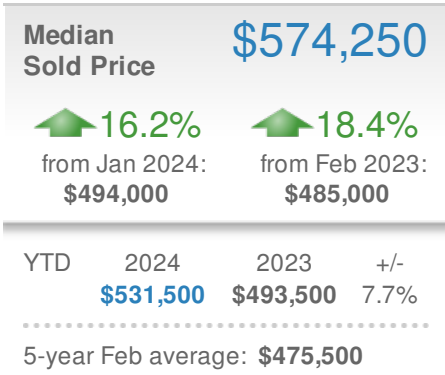 Median
Sold Price
$574,250
16.2% 18.4%
from Jan 2024: from Feb 2023:
$494,000 $485,000
YTD 2024 2023 +/-
$531,500 $493,500 7.7%
5-year Feb average: $475,500